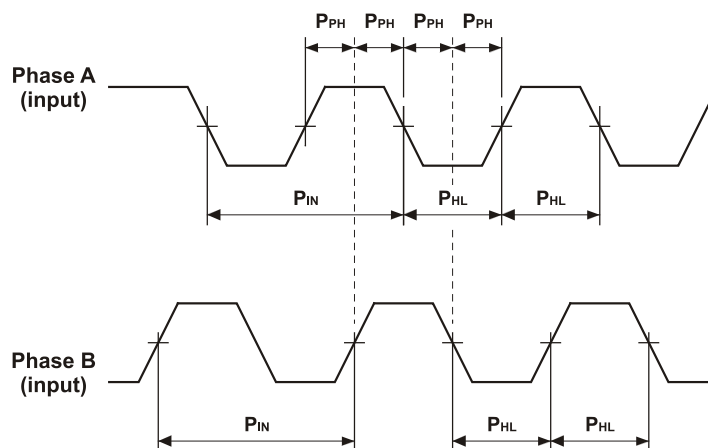 PPH PPH PPH PPH
Phase A
(input)
PIN PHL PHL
Phase B
(input)
PIN PHL PHL